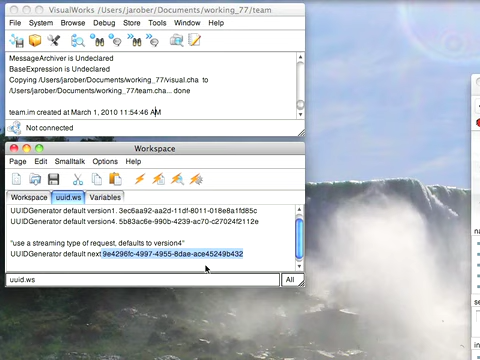 VisualWorks /Users/jarober/Documents/working_77/team
File System Browse Debug Store Tools Window Help
MessageArchiver is Undeclared
BaseExpression is Undeclared
Copying /Users/jarober/Documents/working_77/visual.cha to
/Users/jarober/Documents/working_77/team.cha... done
team.im created at March 1, 2010 11:54:46 AM
Not connected
Workspace
Page Edit Smalltalk Options Help
Workspace uuid.ws Variables
UUIDGenerator default version1. 3ec6aa92-aa2d-11df-8011-018e8a1fd85c
UUIDGenerator default version4. 5b83ac6e-990b-4239-ac70-c27024f2112e
"use a streaming type of request, defaults to version4"
UUIDGenerator default next 9e4296fc-4997-4955-8dae-ace45249b432
uuid.ws All